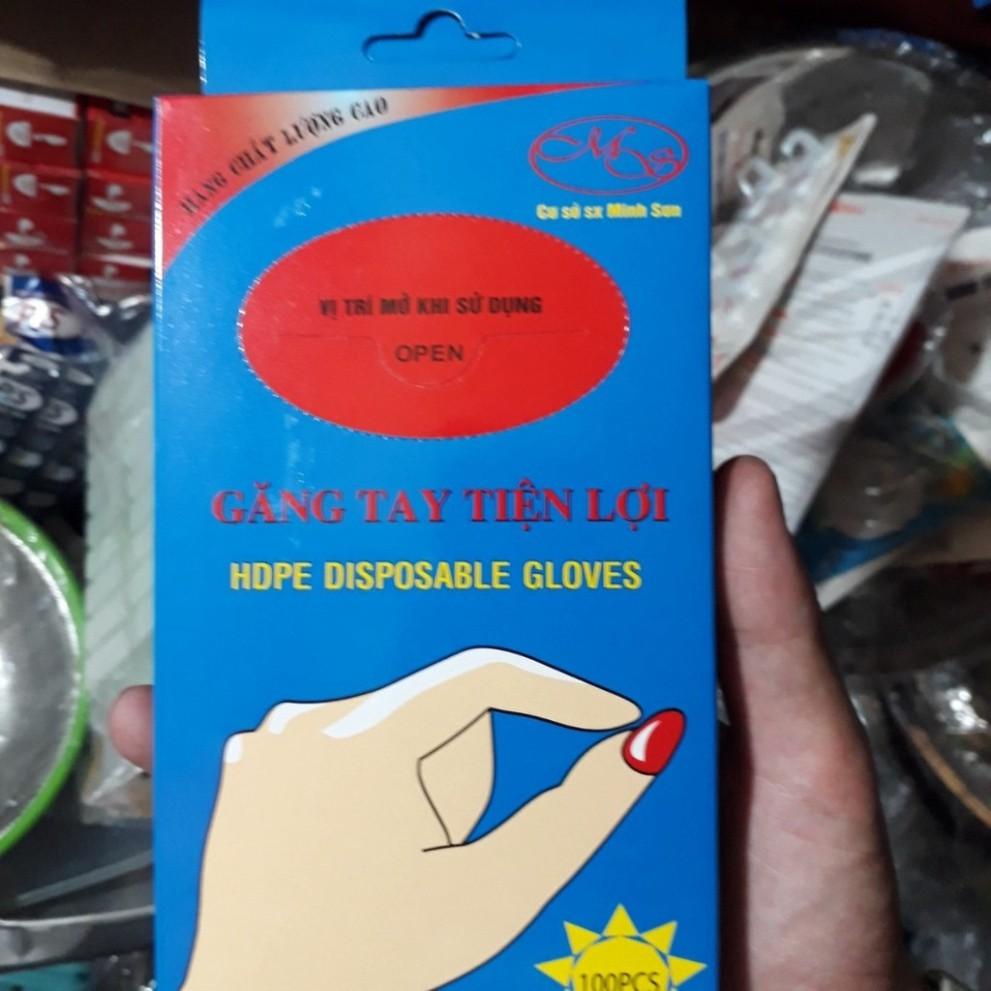 HÀNG CHẤT LƯỢNG CAO
MS
Cơ sở sx Minh Sơn
VỊ TRÍ MỞ KHI SỬ DỤNG
OPEN
GĂNG TAY TIỆN LỢI
HDPE DISPOSABLE GLOVES
100PCS